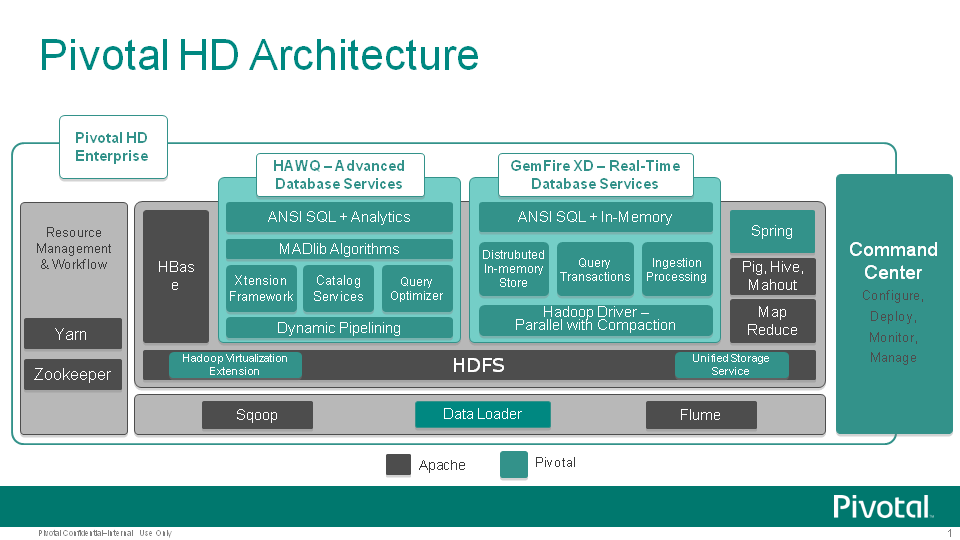 Pivotal HD Architecture
Pivotal HD
Enterprise
HAWQ – Advanced
Database Services
GemFire XD – Real-Time
Database Services
Resource
Management
& Workflow
Yarn
Zookeeper
HBas
e
ANSI SQL + Analytics
MADlib Algorithms
Xtension
Framework
Catalog
Services
Query
Optimizer
Dynamic Pipelining
ANSI SQL + In-Memory
Distrubuted
In-memory
Store
Query
Transactions
Ingestion
Processing
Hadoop Driver –
Parallel with Compaction
Spring
Pig, Hive,
Mahout
Map
Reduce
Command
Center
Configure,
Deploy,
Monitor,
Manage
Hadoop Virtualization
Extension
HDFS
Unified Storage
Service
Sqoop
Data Loader
Flume
Apache
Pivotal
Pivotal™
Pivotal Confidential–Internal Use Only
1